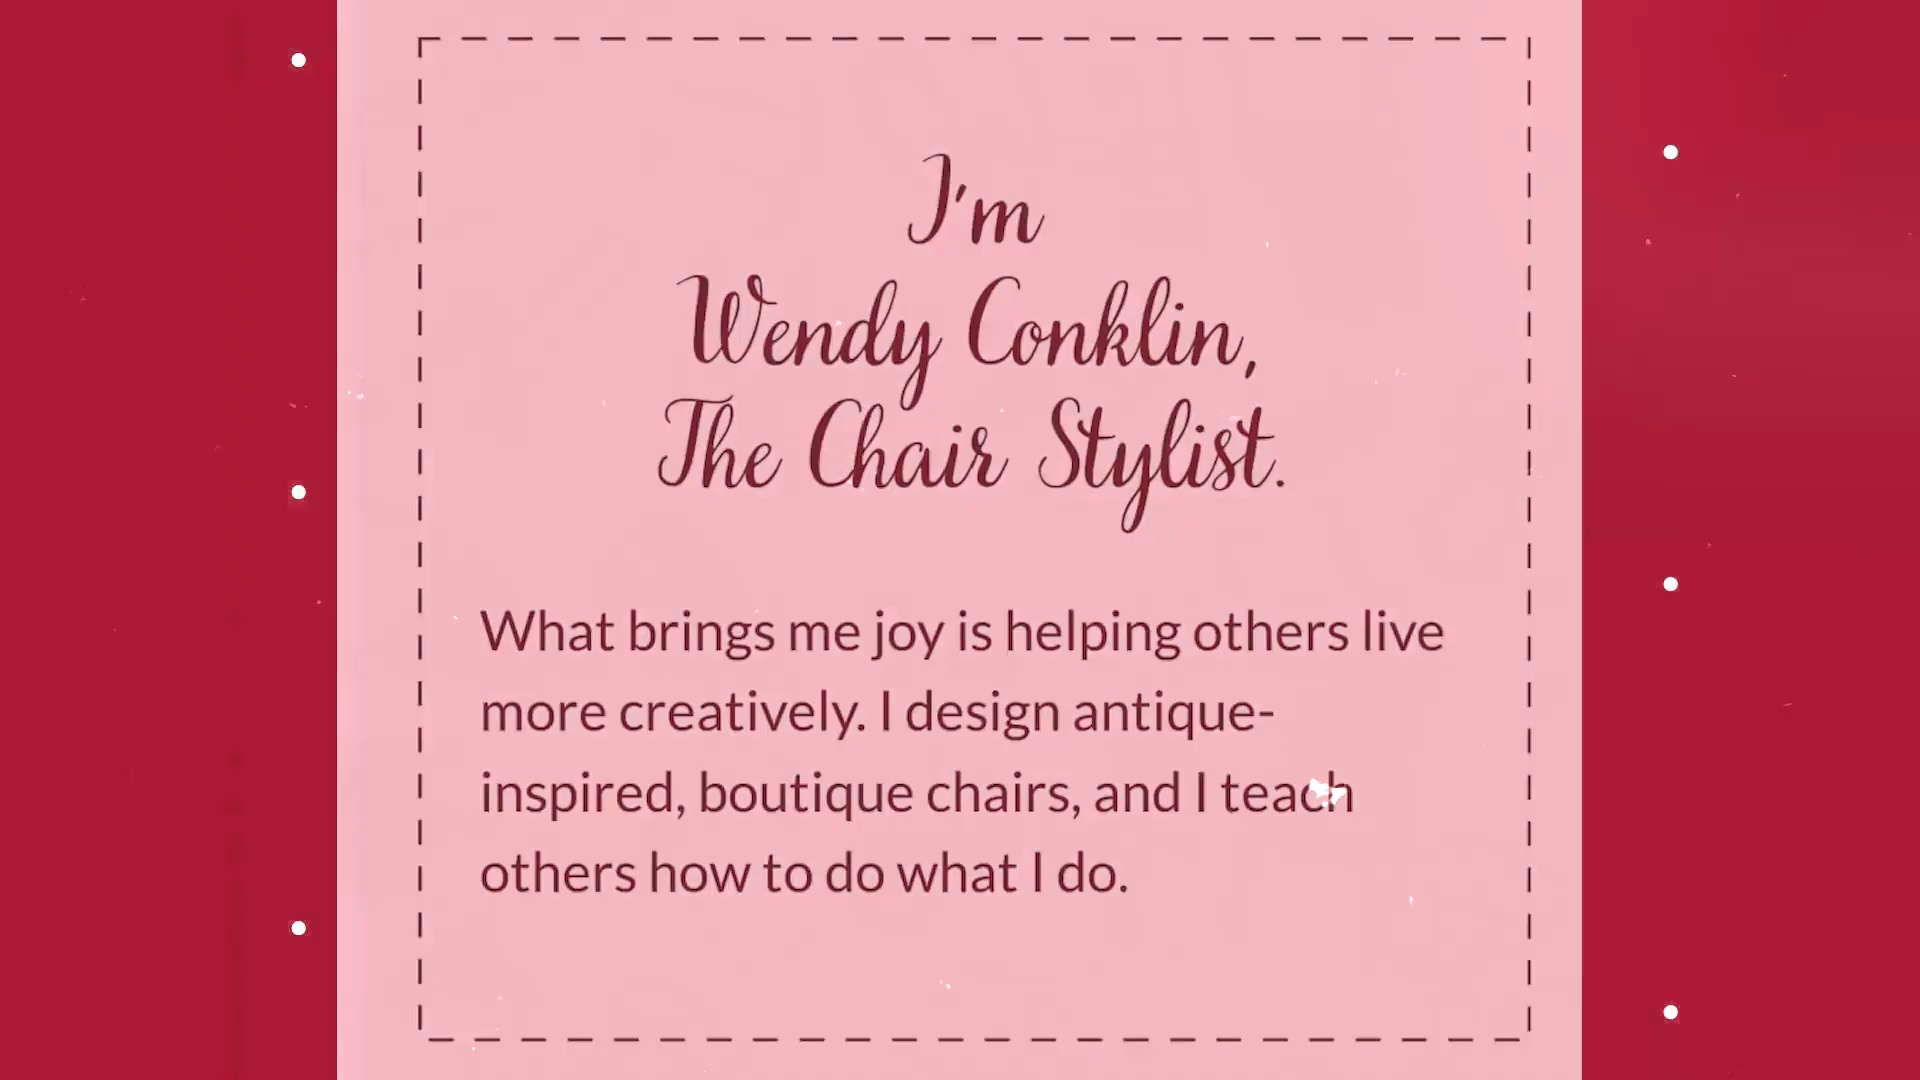 I'm
Wendy Conklin,
The Chair Stylist.
What brings me joy is helping others live
more creatively. I design antique-
inspired, boutique chairs, and I teach
others how to do what I do.